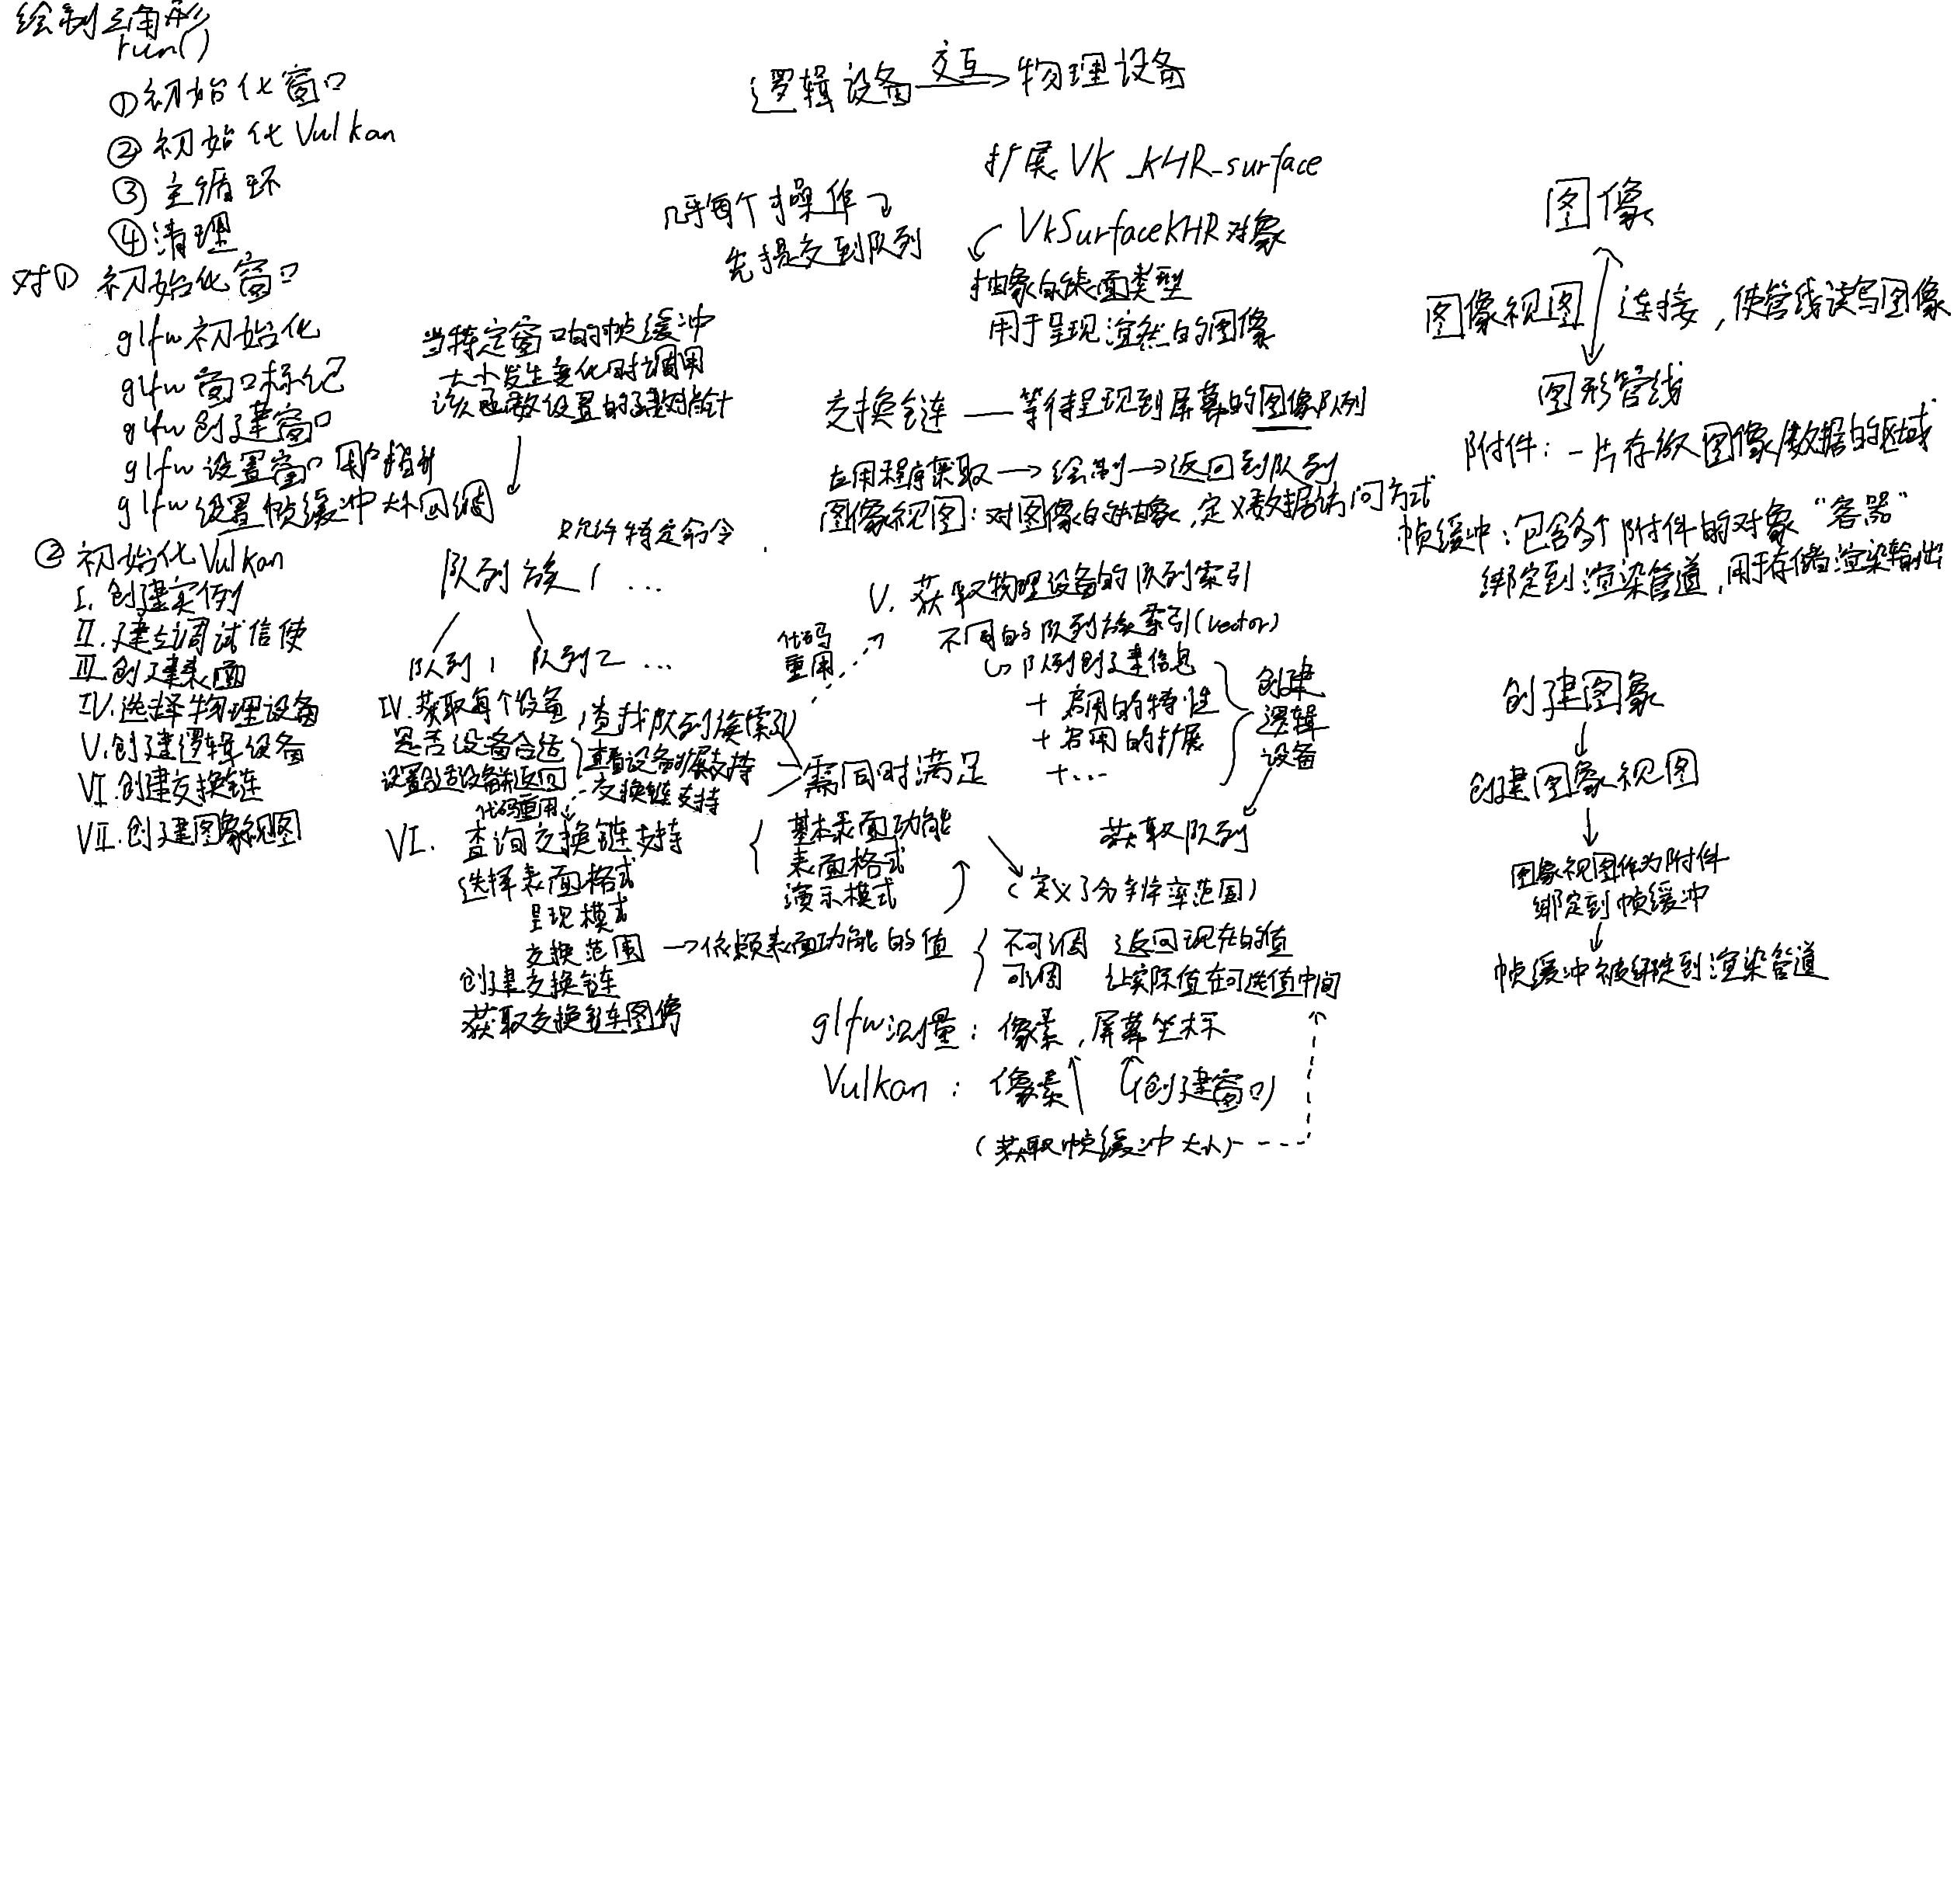 绘制三角形
run()
①初始化窗口
②初始化Vulkan
③主循环
④清理
对① 初始化窗口
glfw初始化
glfw窗口标记
glfw创建窗口
glfw设置窗口用户指针
glfw设置帧缓冲大小回调
②初始化Vulkan
I.创建实例
II.建立调试信使
III.创建表面
IV.选择物理设备
V.创建逻辑设备
VI.创建交换链
VII.创建图象视图
当特定窗口的帧缓冲
大小发生变化时调用
该函数设置的函数指针
逻辑设备 交互 物理设备
几乎每个操作
先提交到队列
扩展VK_KHR_surface
VkSurfaceKHR对象
抽象的表面类型
用于呈现渲染的图像
交换链 — 等待呈现到屏幕的图像队列
应用程序获取→绘制→返回到队列
图像视图:对图像的抽象,定义数据访问方式
只允许特定命令
队列族1 ...
队列1 队列2 ...
IV.获取每个设备
是否设备合适
设置合适设备和返回
查找队列族索引
查看设备扩展支持
交换链支持
需同时满足
代码重用
代码
重用
V.获取物理设备的队列索引
不同的队列族索引(vector)
队列创建信息
+启用的特性
+启用的扩展
+...
创建
逻辑
设备
获取队列
VI. 查询交换链支持
选择表面格式
呈现模式
交换范围→依赖表面功能的值
创建交换链
获取交换链图像
基本表面功能
表面格式
演示模式
(定义了分辨率范围)
不可调 返回现在的值
可调 让实际值在可选值中间
glfw测量:像素,屏幕坐标
Vulkan:像素 (创建窗口)
(获取帧缓冲大小)
图像
图像视图 连接,使管线读写图像
图形管线
附件:一片存放图像/数据的区域
帧缓冲:包含多个附件的对象“容器”
绑定到渲染管道,用于存储渲染输出
创建图象
创建图象视图
图象视图作为附件
绑定到帧缓冲
帧缓冲被绑定到渲染管道